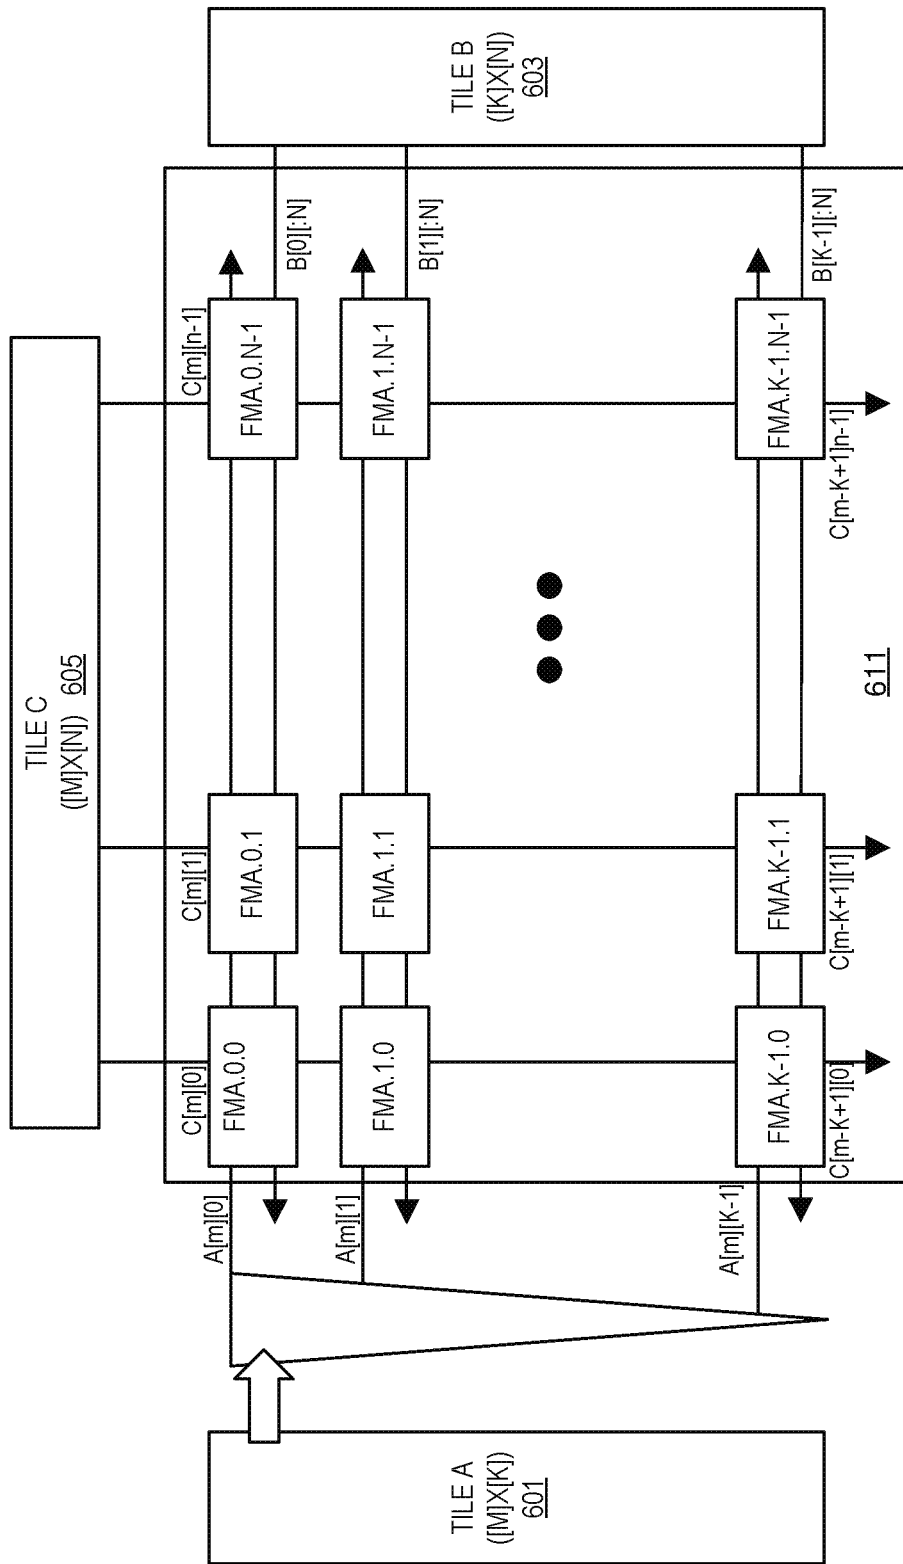 TILE C
([M]X[N]) 605
TILE A
([M]X[K])
601
TILE B
([K]X[N])
603
C[m][0]
C[m][1]
C[m][n-1]
A[m][0]
FMA.0.0
FMA.0.1
FMA.0.N-1
B[0][:N]
A[m][1]
FMA.1.0
FMA.1.1
FMA.1.N-1
B[1][:N]
A[m][K-1]
FMA.K-1.0
FMA.K-1.1
FMA.K-1.N-1
B[K-1][:N]
C[m-K+1][0]
C[m-K+1][1]
C[m-K+1]n-1]
611